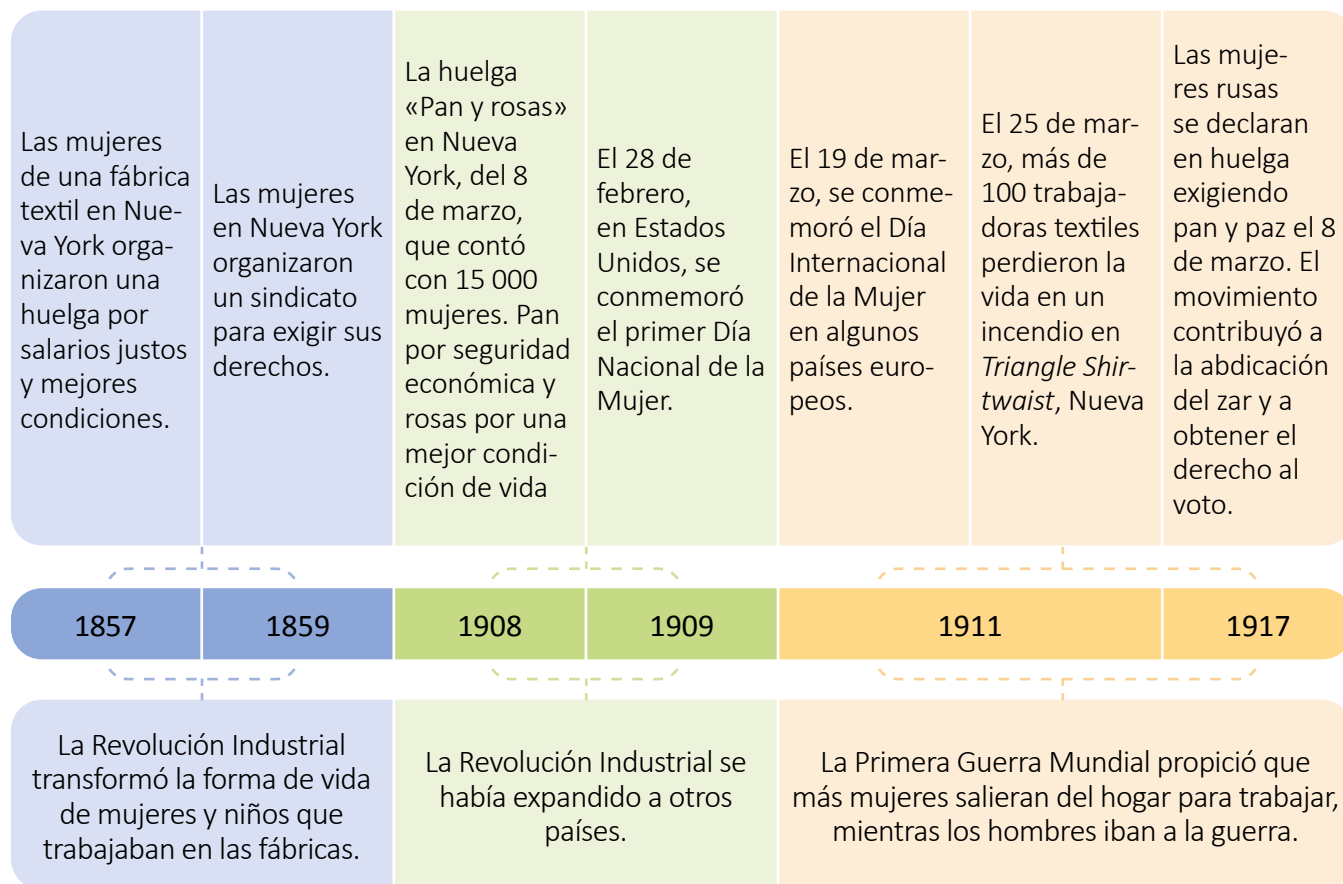 Las mujeres
de una fábrica
textil en Nue-
va York orga-
nizaron una
huelga por
salarios justos
y mejores
condiciones.
Las mujeres
en Nueva York
organizaron
un sindicato
para exigir sus
derechos.
La huelga
«Pan y rosas»
en Nueva
York, del 8
de marzo,
que contó
con 15 000
mujeres. Pan
por seguridad
económica y
rosas por una
mejor condi-
ción de vida
El 28 de
febrero,
en Estados
Unidos, se
conmemoró
el primer Día
Nacional de la
Mujer.
El 19 de mar-
zo, se conme-
moró el Día
Internacional
de la Mujer
en algunos
países euro-
peos.
El 25 de mar-
zo, más de
100 trabaja-
doras textiles
perdieron la
vida en un
incendio en
Triangle Shir-
twaist, Nueva
York.
Las muje-
res rusas
se declaran
en huelga
exigiendo
pan y paz el 8
de marzo. El
movimiento
contribuyó a
la abdicación
del zar y a
obtener el
derecho al
voto.
1857
1859
1908
1909
1911
1917
La Revolución Industrial
transformó la forma de vida
de mujeres y niños que
trabajaban en las fábricas.
La Revolución Industrial se
había expandido a otros
países.
La Primera Guerra Mundial propició que
más mujeres salieran del hogar para trabajar,
mientras los hombres iban a la guerra.